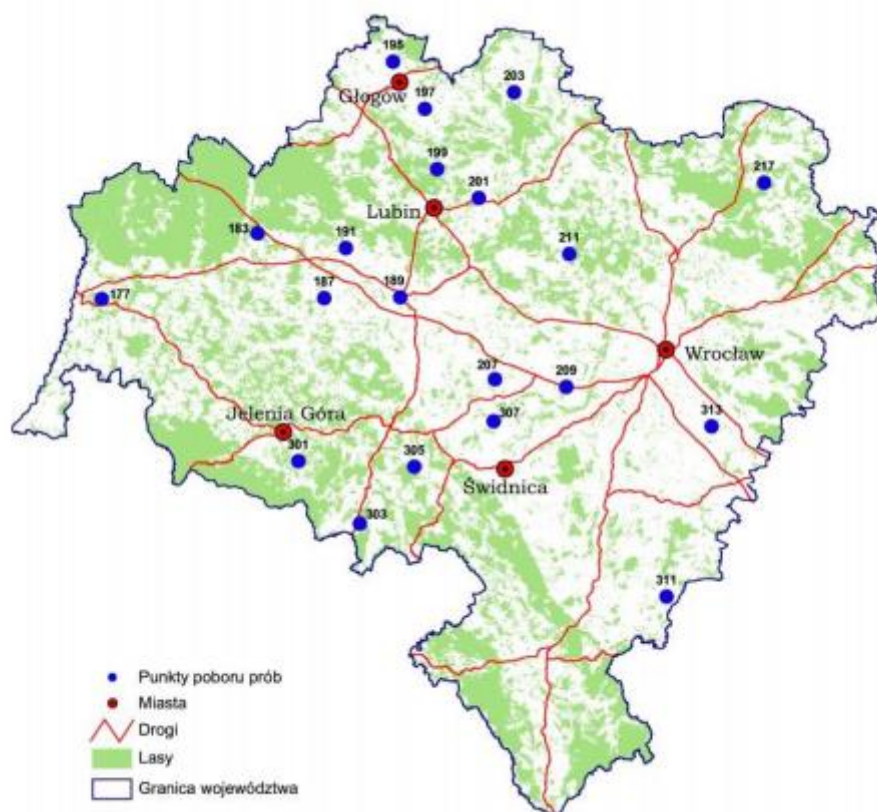 195
Głogów
197
203
199
201
217
Lubin
183
191
211
177
187
189
Wrocław
207
209
Jelenia Góra
307
313
301
305
Świdnica
303
311
Punkty poboru prób
Miasta
Drogi
Lasy
Granica województwa